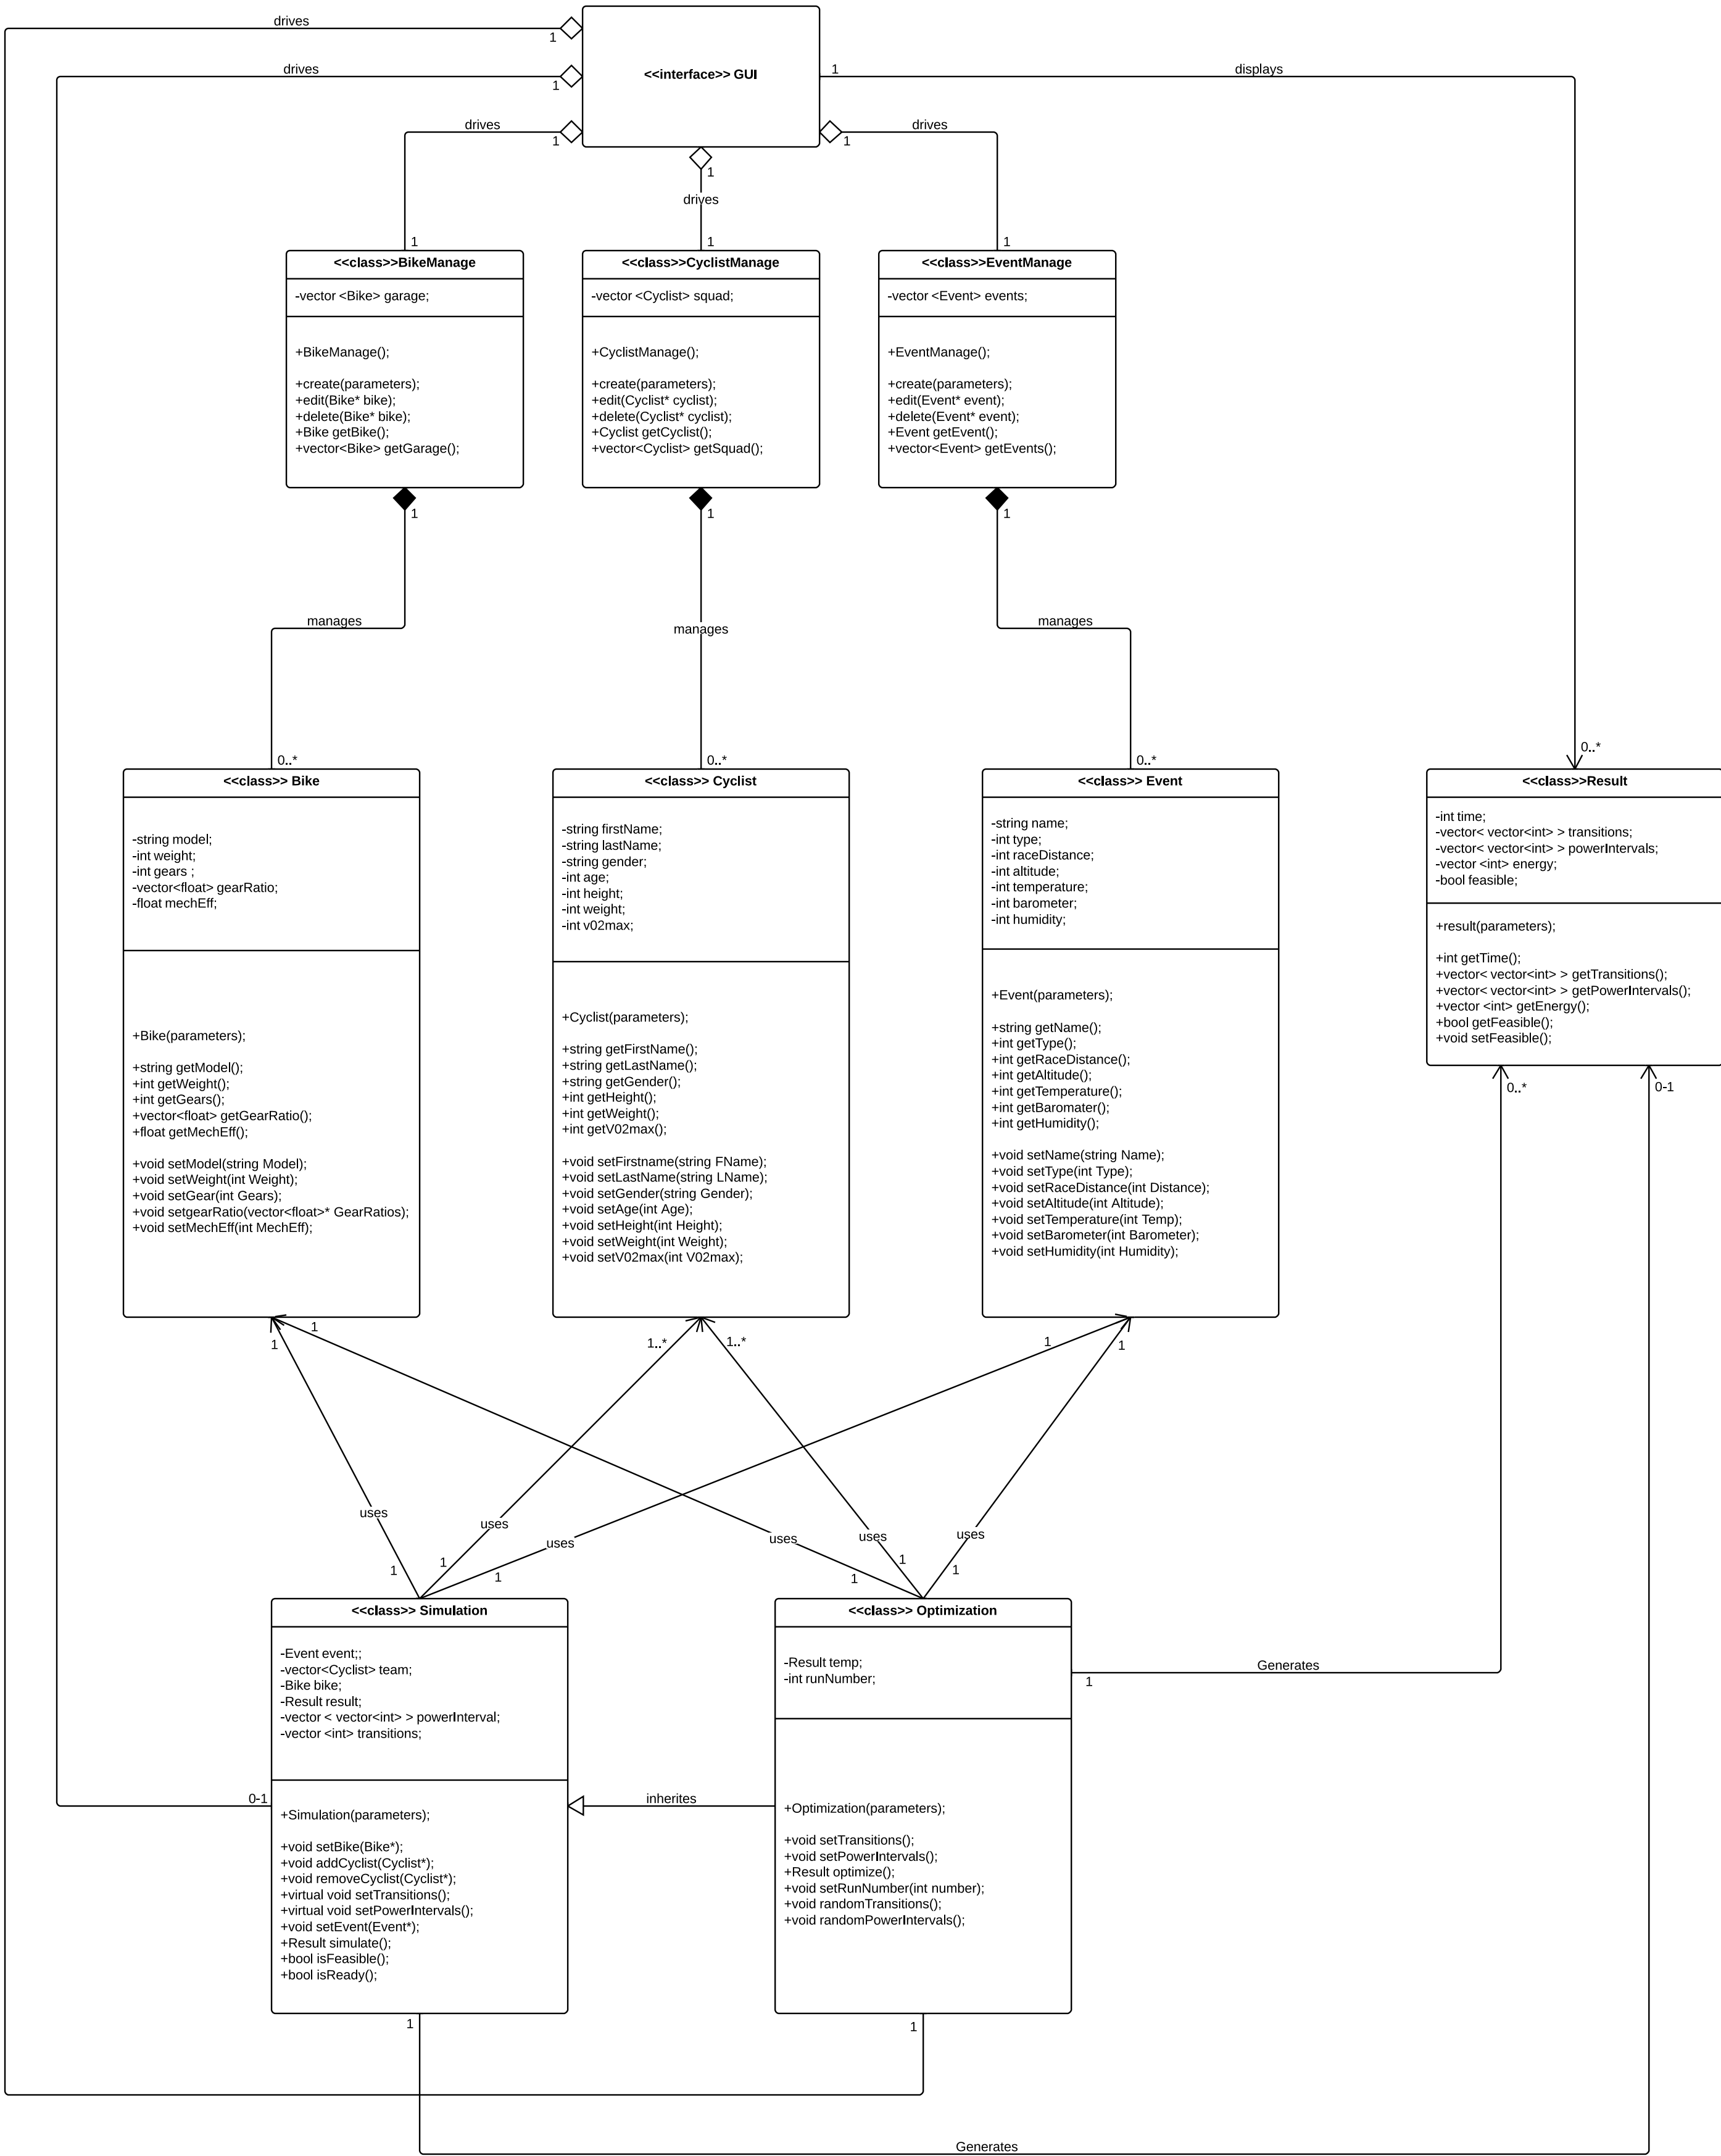 drives
1
drives
1
<<interface>> GUI
1
displays
drives
1
drives
1
1
drives
1
1
1
<<class>>BikeManage
-vector <Bike> garage;
+BikeManage();
+create(parameters);
+edit(Bike* bike);
+delete(Bike* bike);
+Bike getBike();
+vector<Bike> getGarage();
1
<<class>>CyclistManage
-vector <Cyclist> squad;
+CyclistManage();
+create(parameters);
+edit(Cyclist* cyclist);
+delete(Cyclist* cyclist);
+Cyclist getCyclist();
+vector<Cyclist> getSquad();
1
<<class>>EventManage
-vector <Event> events;
+EventManage();
+create(parameters);
+edit(Event* event);
+delete(Event* event);
+Event getEvent();
+vector<Event> getEvents();
1
manages
manages
manages
0..*
0..*
0..*
0..*
<<class>> Bike
-string model;
-int weight;
-int gears ;
-vector<float> gearRatio;
-float mechEff;
+Bike(parameters);
+string getModel();
+int getWeight();
+int getGears();
+vector<float> getGearRatio();
+float getMechEff();
+void setModel(string Model);
+void setWeight(int Weight);
+void setGear(int Gears);
+void setgearRatio(vector<float>* GearRatios);
+void setMechEff(int MechEff);
<<class>> Cyclist
-string firstName;
-string lastName;
-string gender;
-int age;
-int height;
-int weight;
-int v02max;
+Cyclist(parameters);
+string getFirstName();
+string getLastName();
+string getGender();
+int getHeight();
+int getWeight();
+int getV02max();
+void setFirstname(string FName);
+void setLastName(string LName);
+void setGender(string Gender);
+void setAge(int Age);
+void setHeight(int Height);
+void setWeight(int Weight);
+void setV02max(int V02max);
<<class>> Event
-string name;
-int type;
-int raceDistance;
-int altitude;
-int temperature;
-int barometer;
-int humidity;
+Event(parameters);
+string getName();
+int getType();
+int getRaceDistance();
+int getAltitude();
+int getTemperature();
+int getBaromater();
+int getHumidity();
+void setName(string Name);
+void setType(int Type);
+void setRaceDistance(int Distance);
+void setAltitude(int Altitude);
+void setTemperature(int Temp);
+void setBarometer(int Barometer);
+void setHumidity(int Humidity);
<<class>>Result
-int time;
-vector< vector<int> > transitions;
-vector< vector<int> > powerIntervals;
-vector <int> energy;
-bool feasible;
+result(parameters);
+int getTime();
+vector< vector<int> > getTransitions();
+vector< vector<int> > getPowerIntervals();
+vector <int> getEnergy();
+bool getFeasible();
+void setFeasible();
0..*
0-1
1
1
1..*
1..*
1
1
uses
uses
uses
uses
uses
uses
1
1
1
1
1
1
<<class>> Simulation
-Event event;;
-vector<Cyclist> team;
-Bike bike;
-Result result;
-vector < vector<int> > powerInterval;
-vector <int> transitions;
+Simulation(parameters);
+void setBike(Bike*);
+void addCyclist(Cyclist*);
+void removeCyclist(Cyclist*);
+virtual void setTransitions();
+virtual void setPowerIntervals();
+void setEvent(Event*);
+Result simulate();
+bool isFeasible();
+bool isReady();
<<class>> Optimization
-Result temp;
-int runNumber;
+Optimization(parameters);
+void setTransitions();
+void setPowerIntervals();
+Result optimize();
+void setRunNumber(int number);
+void randomTransitions();
+void randomPowerIntervals();
Generates
1
0-1
inherites
1
1
Generates